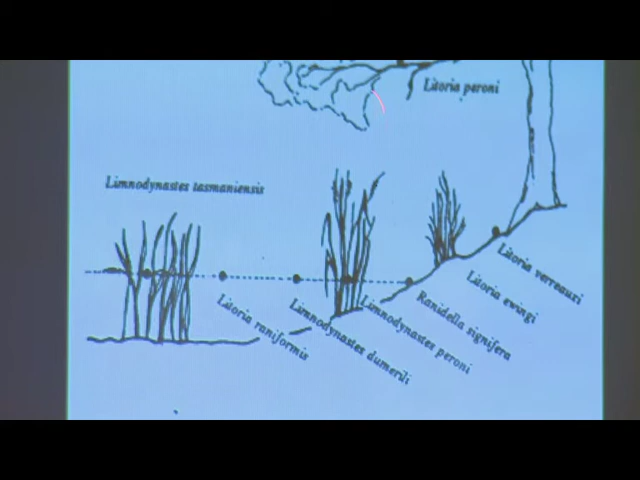 Litoria peroni
Limnodynastes tasmaniensis
Litoria raniformis
Limnodynastes dumerili
Limnodynastes peroni
Ranidella signifera
Litoria ewingi
Litoria verreauxi